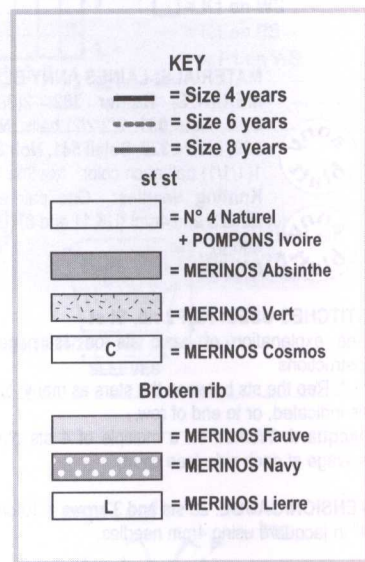 KEY
= Size 4 years
= Size 6 years
= Size 8 years
st st
= N° 4 Naturel
+ POMPONS Ivoire
= MERINOS Absinthe
= MERINOS Vert
C = MERINOS Cosmos
Broken rib
= MERINOS Fauve
= MERINOS Navy
L = MERINOS Lierre